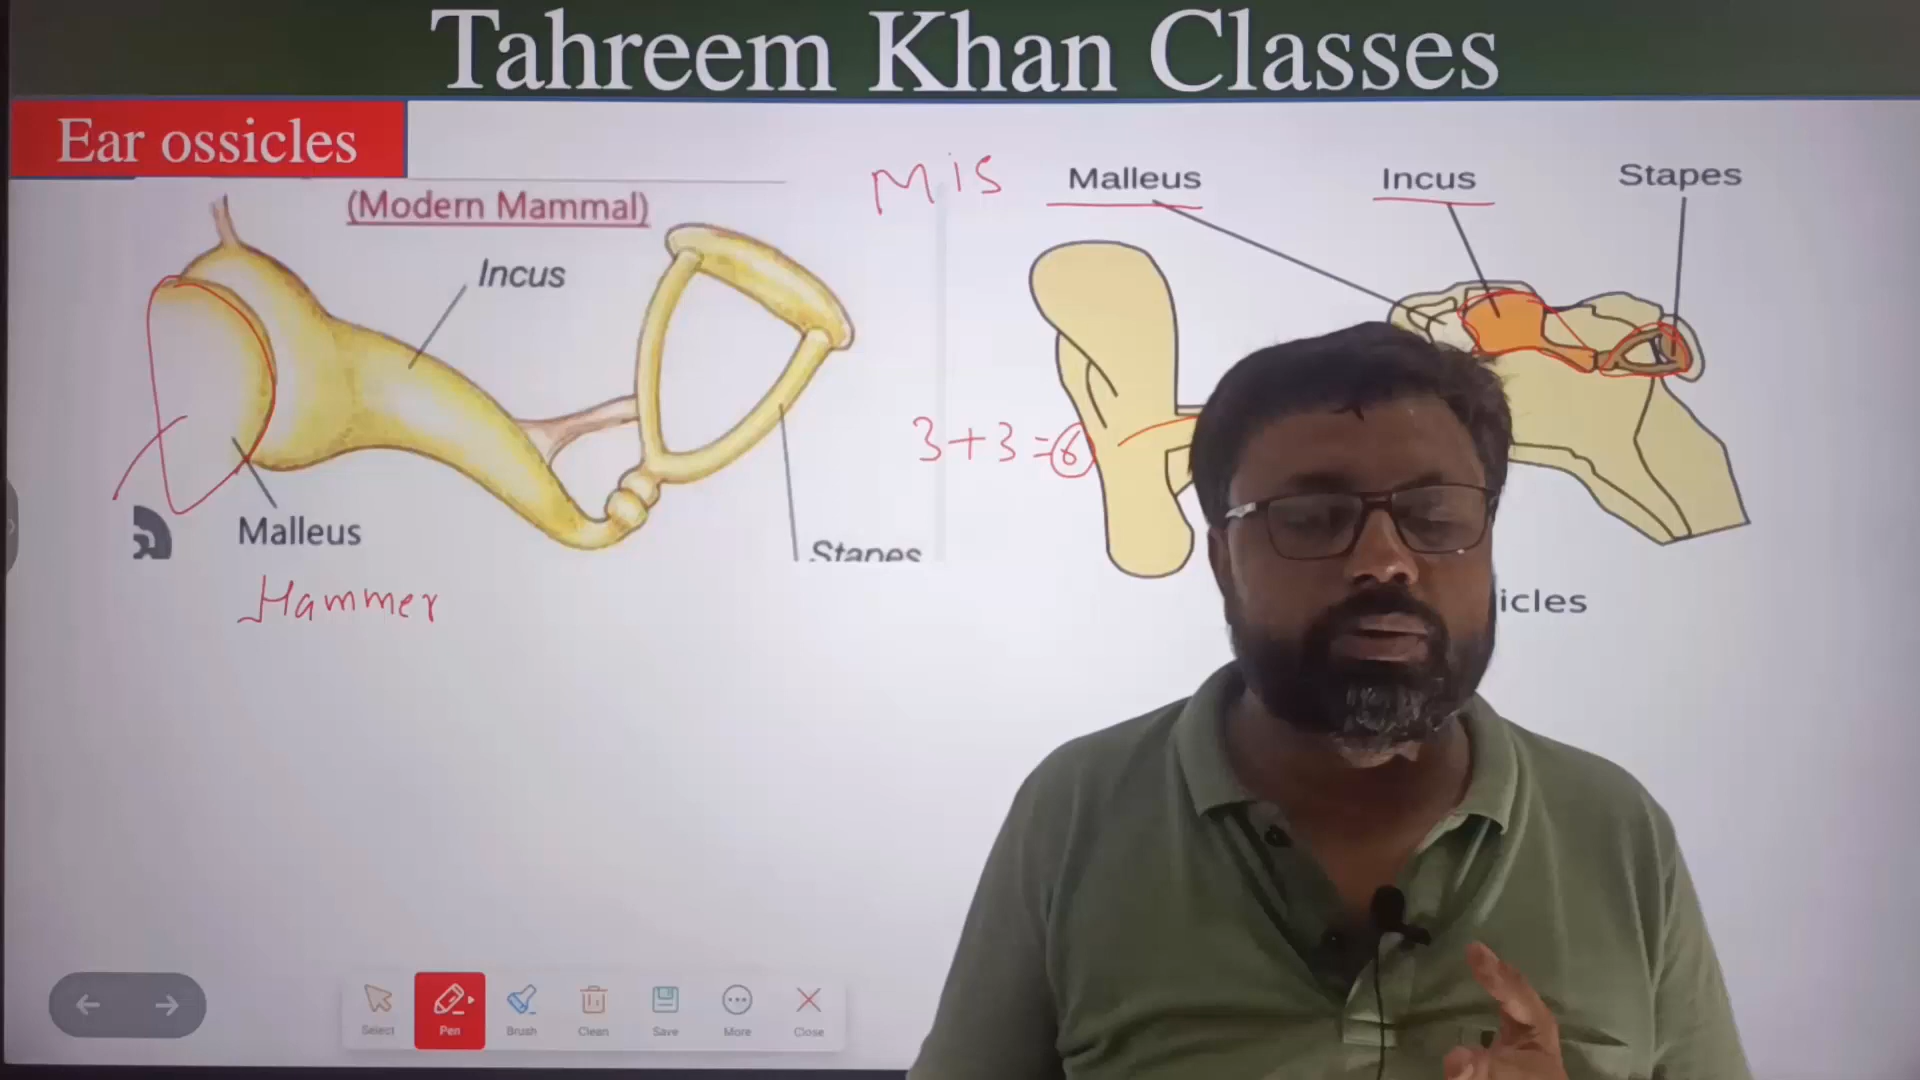 Tahreem Khan Classes
Ear ossicles
(Modern Mammal)
Incus
Malleus
Stapes
Hammer
MIS
Malleus
Incus
Stapes
3+3=6
icles
Select
Pen
Brush
Clean
Save
More
Close